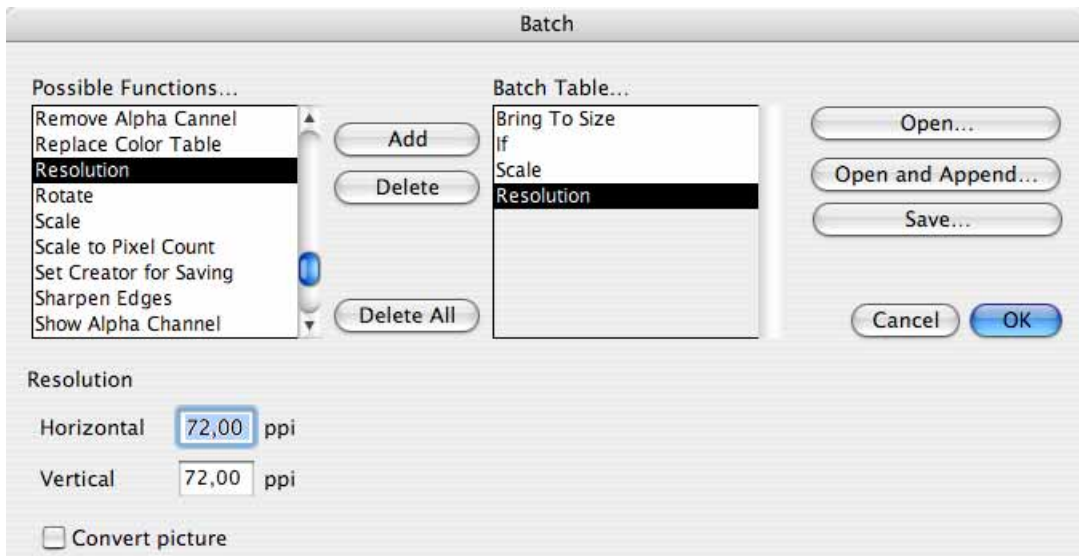 Batch
Possible Functions...
Remove Alpha Cannel
Replace Color Table
Resolution
Rotate
Scale
Scale to Pixel Count
Set Creator for Saving
Sharpen Edges
Show Alpha Channel
Add
Delete
Delete All
Batch Table...
Bring To Size
If
Scale
Resolution
Open...
Open and Append...
Save...
Cancel
OK
Resolution
Horizontal 72,00 ppi
Vertical 72,00 ppi
Convert picture